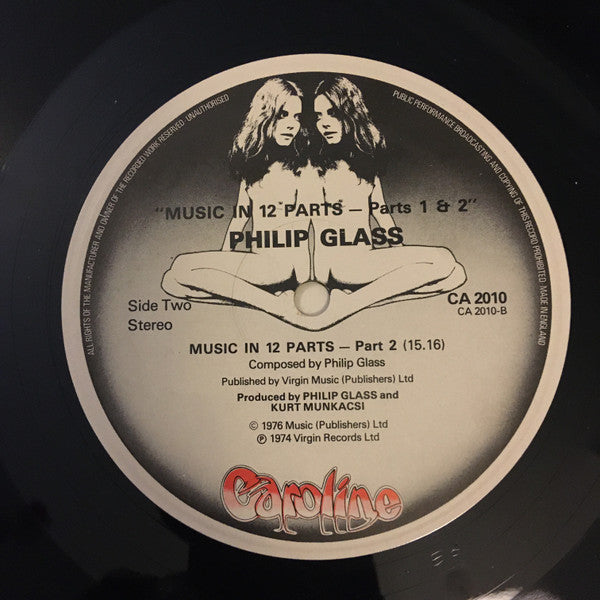 ALL RIGHTS OF THE MANUFACTURER AND OWNER OF THE RECORDED WORK RESERVED · UNAUTHORISED PUBLIC PERFORMANCE BROADCASTING AND COPYING OF THIS RECORD PROHIBITED. MADE IN ENGLAND
"MUSIC IN 12 PARTS — Parts 1 & 2"
PHILIP GLASS
Side Two
Stereo
CA 2010
CA 2010-B
MUSIC IN 12 PARTS — Part 2 (15.16)
Composed by Philip Glass
Published by Virgin Music (Publishers) Ltd
Produced by PHILIP GLASS and
KURT MUNKACSI
© 1976 Music (Publishers) Ltd
℗ 1974 Virgin Records Ltd
Caroline